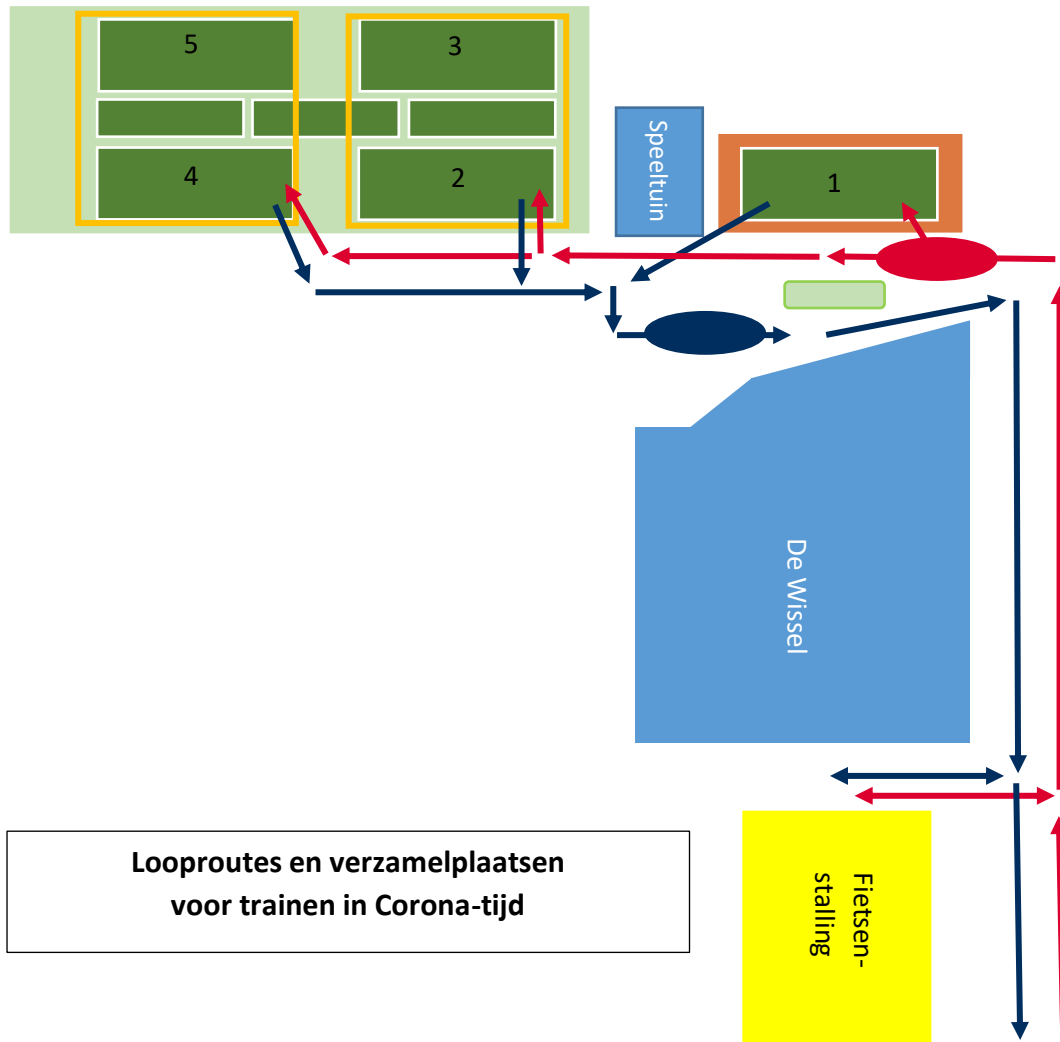 5
3
Speeltuin
4
2
1
De Wissel
Looproutes en verzamelplaatsen
voor trainen in Corona-tijd
Fietsen-
stalling